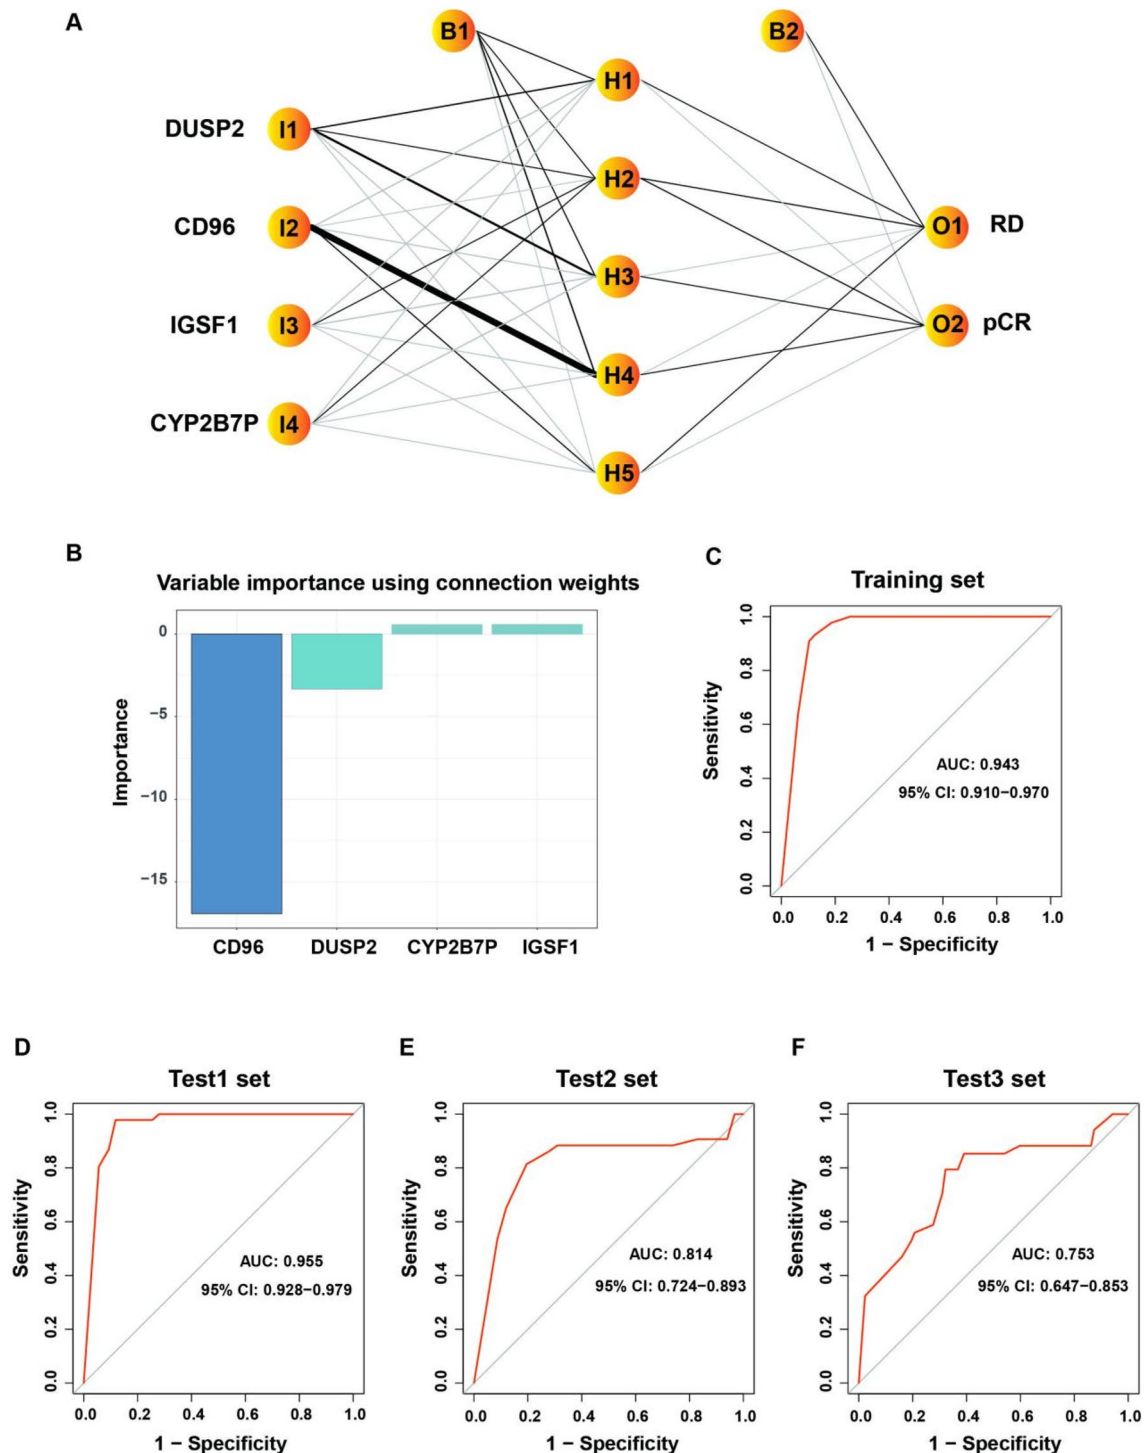 A
B1
B2
H1
DUSP2
I1
H2
CD96
I2
O1
RD
H3
IGSF1
I3
O2
pCR
H4
CYP2B7P
I4
H5
B
Variable importance using connection weights
Importance
0
−5
−10
−15
CD96 DUSP2 CYP2B7P IGSF1
C
Training set
Sensitivity
1.0
0.8
0.6
0.4
0.2
0.0
AUC: 0.943
95% CI: 0.910−0.970
0.0 0.2 0.4 0.6 0.8 1.0
1 − Specificity
D
Test1 set
Sensitivity
1.0
0.8
0.6
0.4
0.2
0.0
AUC: 0.955
95% CI: 0.928−0.979
0.0 0.2 0.4 0.6 0.8 1.0
1 − Specificity
E
Test2 set
Sensitivity
1.0
0.8
0.6
0.4
0.2
0.0
AUC: 0.814
95% CI: 0.724−0.893
0.0 0.2 0.4 0.6 0.8 1.0
1 − Specificity
F
Test3 set
Sensitivity
1.0
0.8
0.6
0.4
0.2
0.0
AUC: 0.753
95% CI: 0.647−0.853
0.0 0.2 0.4 0.6 0.8 1.0
1 − Specificity